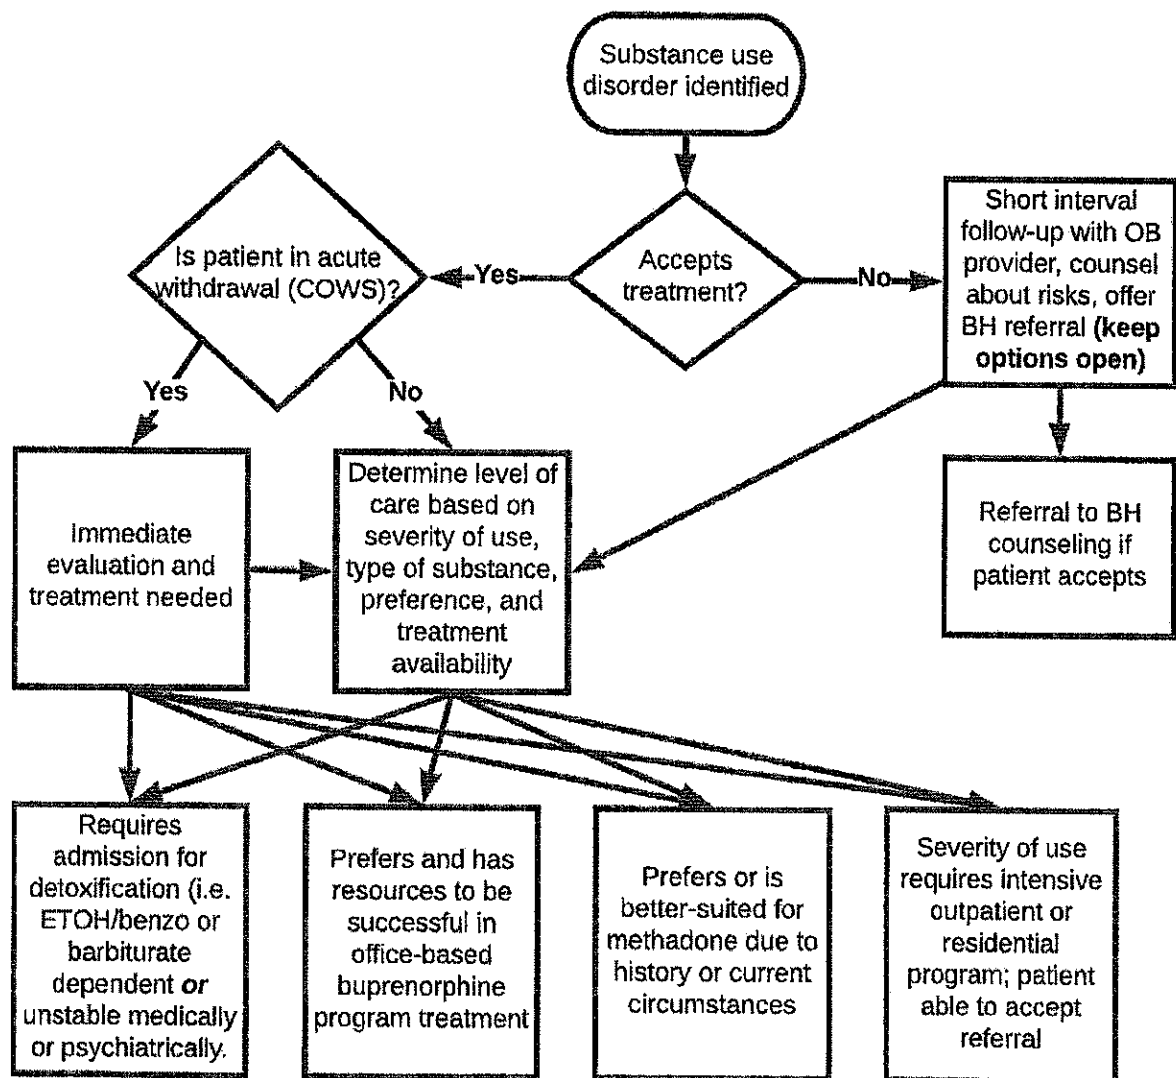 Substance use
disorder identified
Accepts
treatment?
Yes
No
Is patient in acute
withdrawal (COWS)?
Yes
No
Short interval
follow-up with OB
provider, counsel
about risks, offer
BH referral (keep
options open)
Immediate
evaluation and
treatment needed
Determine level of
care based on
severity of use,
type of substance,
preference, and
treatment
availability
Referral to BH
counseling if
patient accepts
Requires
admission for
detoxification (i.e.
ETOH/benzo or
barbiturate
dependent or
unstable medically
or psychiatrically.
Prefers and has
resources to be
successful in
office-based
buprenorphine
program treatment
Prefers or is
better-suited for
methadone due to
history or current
circumstances
Severity of use
requires intensive
outpatient or
residential
program; patient
able to accept
referral